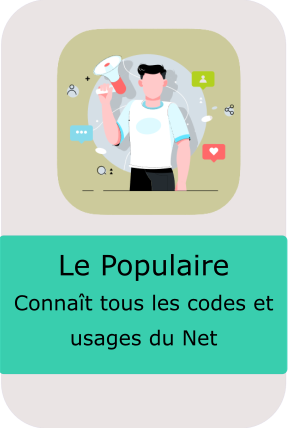 Le Populaire
Connaît tous les codes et
usages du Net